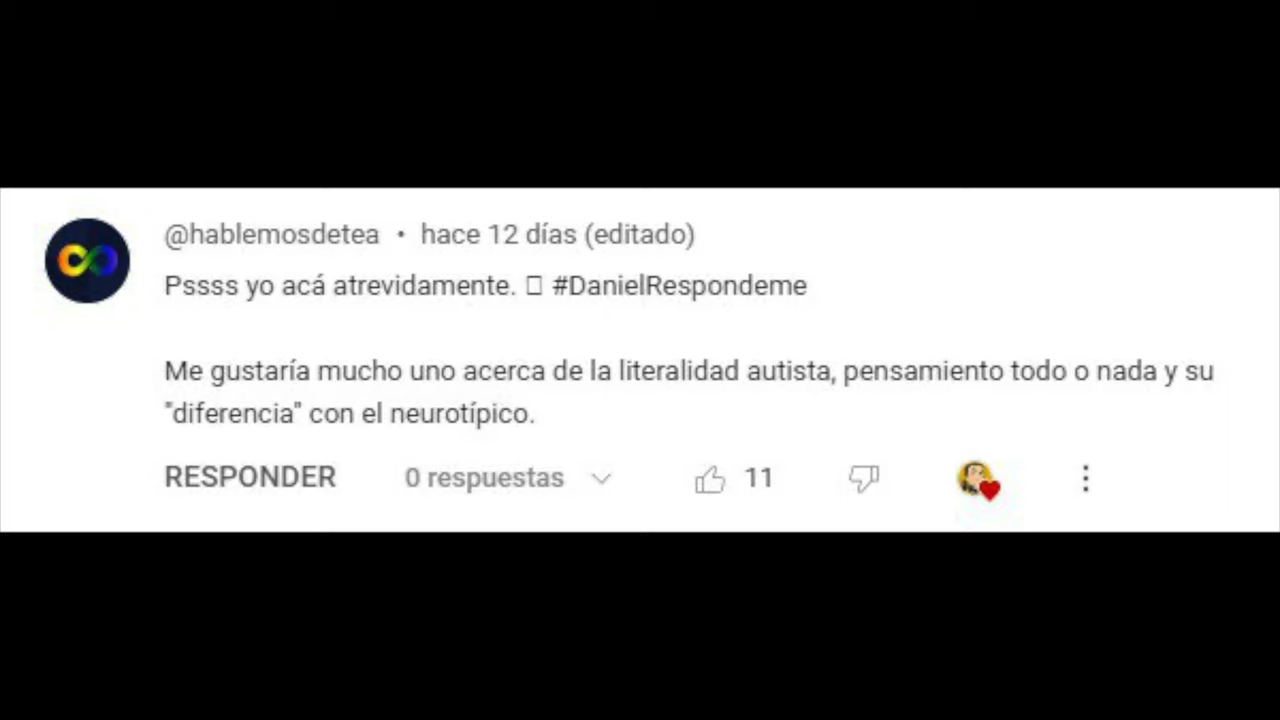 @hablemosdetea • hace 12 días (editado)
Pssss yo acá atrevidamente. □ #DanielRespondeme
Me gustaría mucho uno acerca de la literalidad autista, pensamiento todo o nada y su
"diferencia" con el neurotípico.
RESPONDER 0 respuestas 11